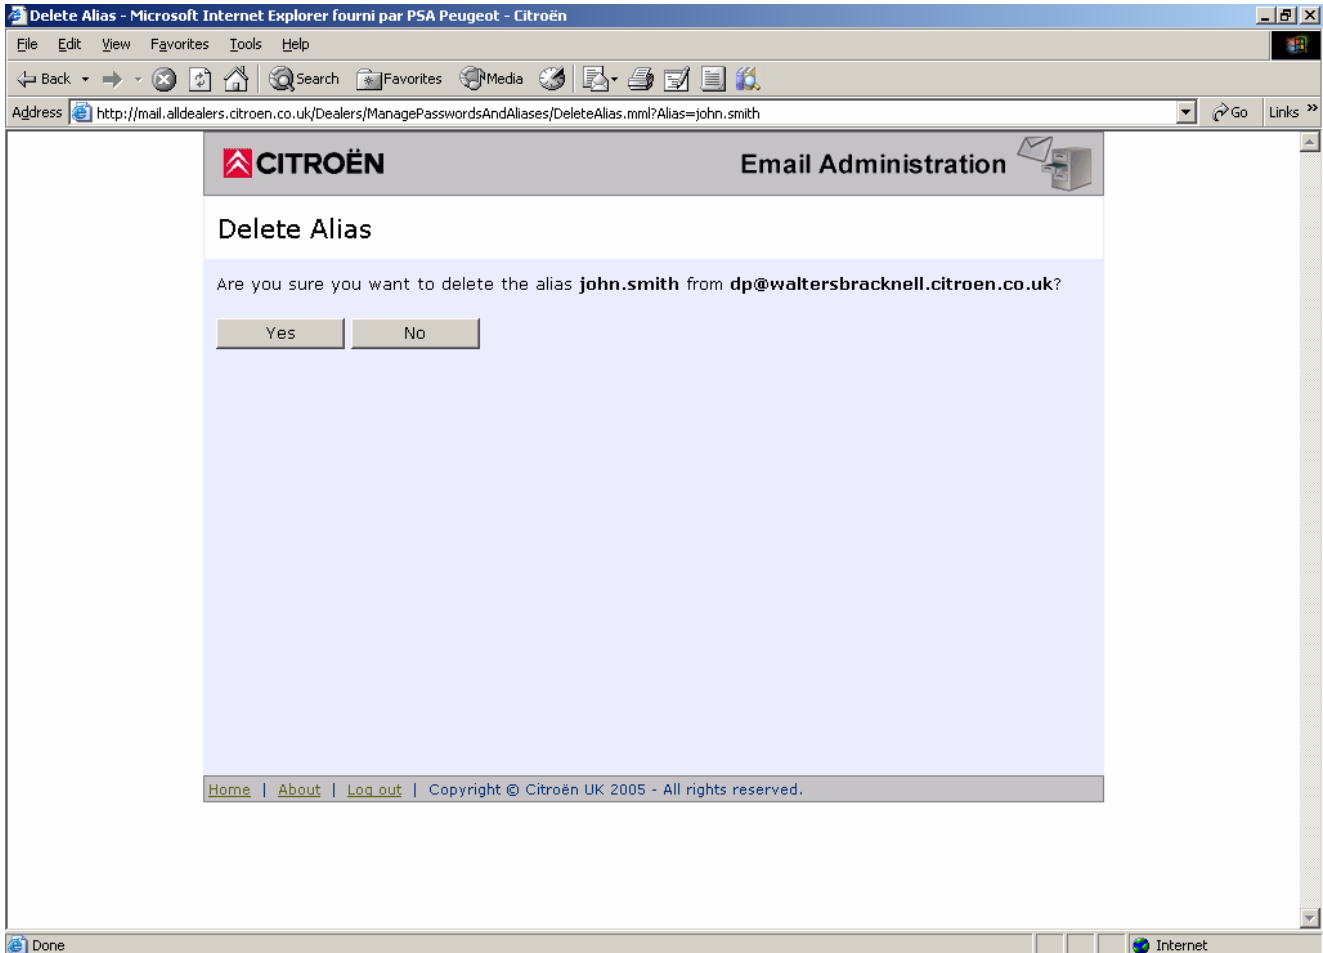 Delete Alias - Microsoft Internet Explorer fourni par PSA Peugeot - Citroën
File Edit View Favorites Tools Help
Back Search Favorites Media
Address http://mail.alldealers.citroen.co.uk/Dealers/ManagePasswordsAndAliases/DeleteAlias.mml?Alias=john.smith Go Links »
CITROËN Email Administration
Delete Alias
Are you sure you want to delete the alias john.smith from dp@waltersbracknell.citroen.co.uk?
Yes No
Home | About | Log out | Copyright © Citroën UK 2005 - All rights reserved.
Done Internet